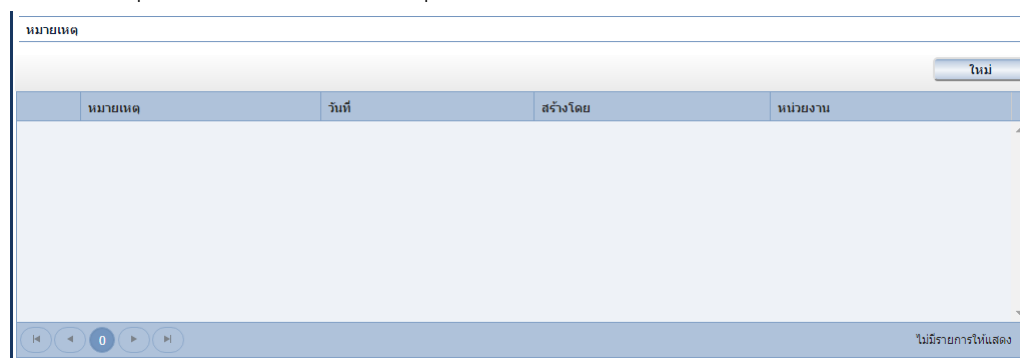 หมายเหตุ
ใหม่
หมายเหตุ วันที่ สร้างโดย หน่วยงาน
0 ไม่มีรายการให้แสดง